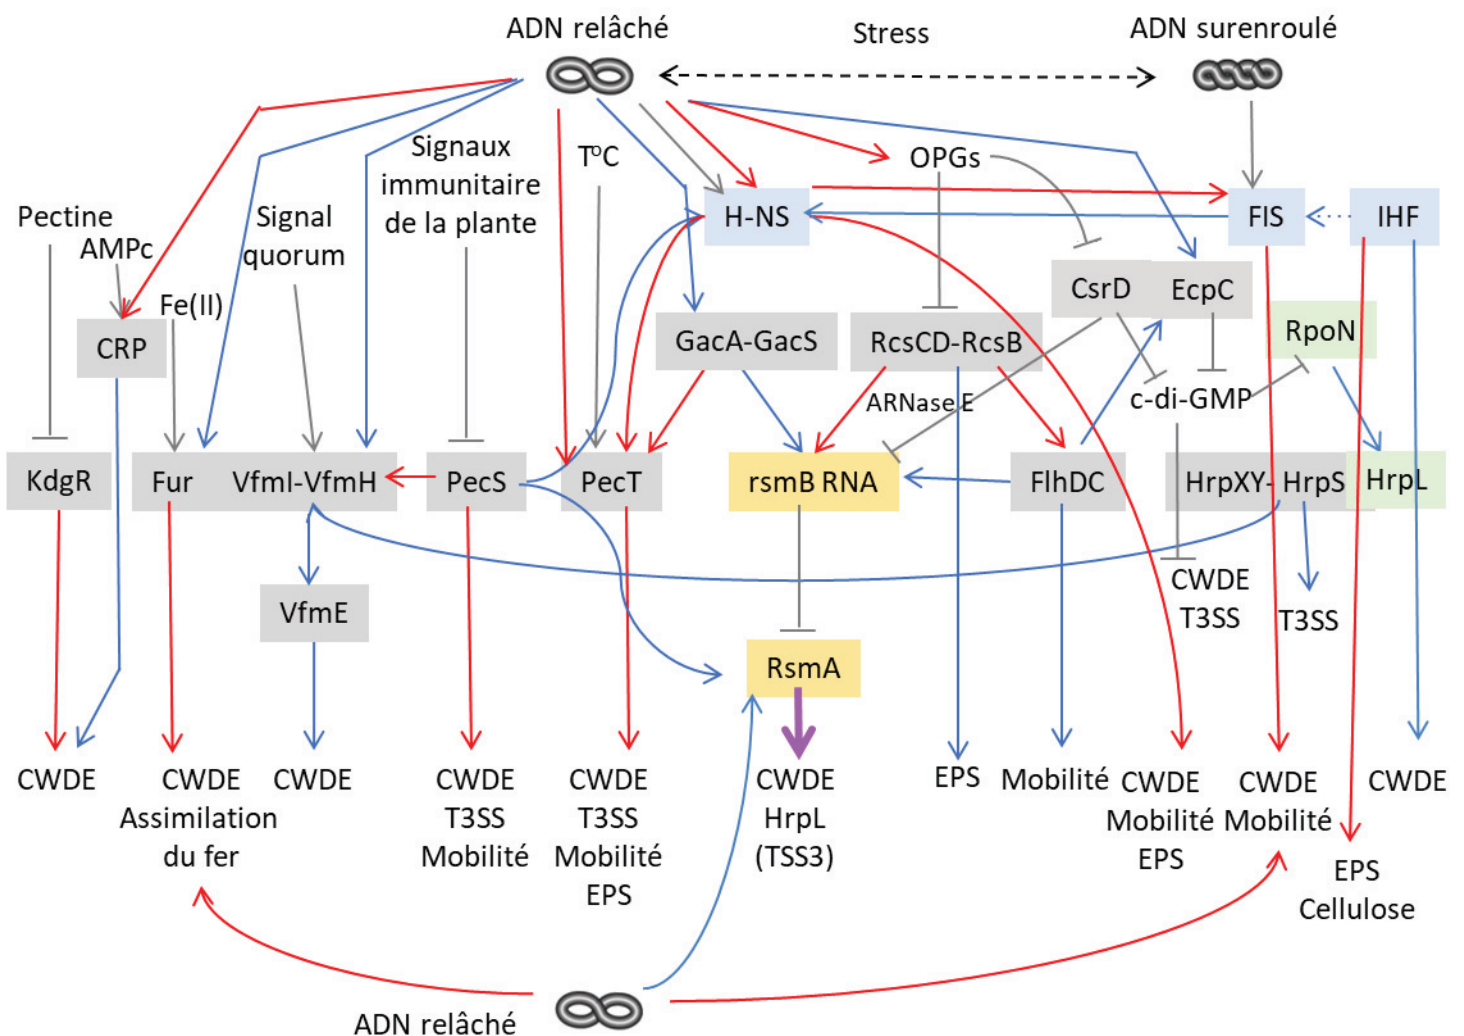 ADN relâché
Stress
ADN surenroulé
Signaux
immunitaire
de la plante
T°C
OPGs
Pectine
AMPc
Signal
quorum
H-NS
FIS
IHF
Fe(II)
CsrD
EcpC
CRP
GacA-GacS
RcsCD-RcsB
RpoN
ARNase E
c-di-GMP
KdgR
Fur
VfmI-VfmH
PecS
PecT
rsmB RNA
FlhDC
HrpXY- HrpS
HrpL
VfmE
CWDE
T3SS
T3SS
RsmA
CWDE
CWDE
Assimilation
du fer
CWDE
CWDE
T3SS
Mobilité
CWDE
T3SS
Mobilité
EPS
CWDE
HrpL
(TSS3)
EPS
Mobilité
CWDE
Mobilité
EPS
CWDE
Mobilité
EPS
Cellulose
CWDE
ADN relâché